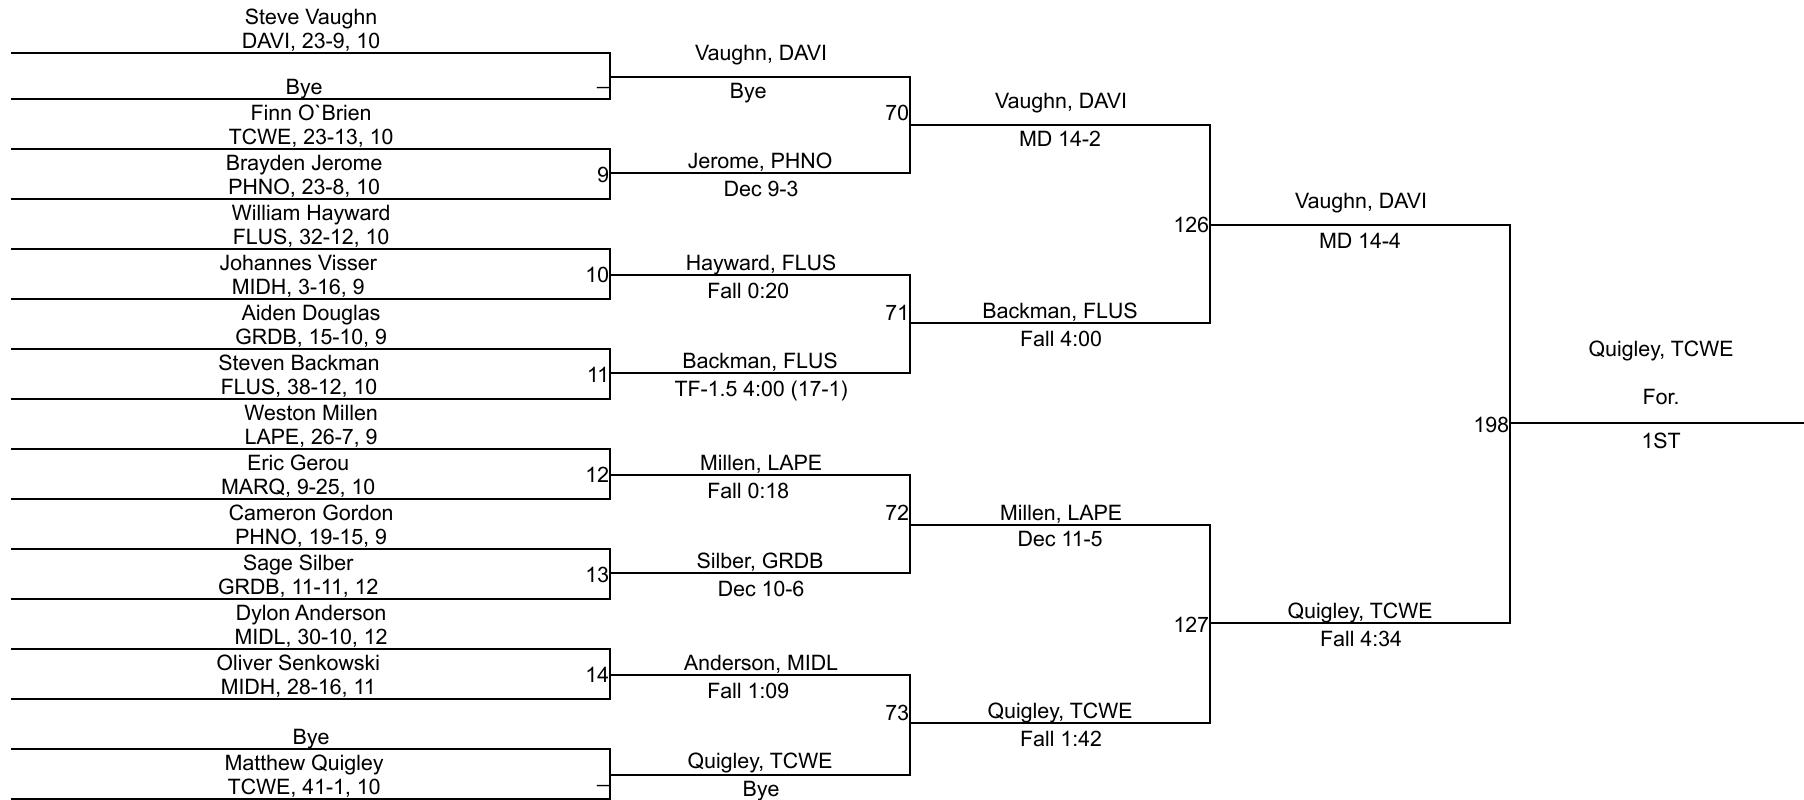 Steve Vaughn
DAVI, 23-9, 10
Bye
Finn O`Brien
TCWE, 23-13, 10
Brayden Jerome
PHNO, 23-8, 10
William Hayward
FLUS, 32-12, 10
Johannes Visser
MIDH, 3-16, 9
Aiden Douglas
GRDB, 15-10, 9
Steven Backman
FLUS, 38-12, 10
Weston Millen
LAPE, 26-7, 9
Eric Gerou
MARQ, 9-25, 10
Cameron Gordon
PHNO, 19-15, 9
Sage Silber
GRDB, 11-11, 12
Dylon Anderson
MIDL, 30-10, 12
Oliver Senkowski
MIDH, 28-16, 11
Bye
Matthew Quigley
TCWE, 41-1, 10
–
9
10
11
12
13
14
–
Vaughn, DAVI
Bye
Jerome, PHNO
Dec 9-3
Hayward, FLUS
Fall 0:20
Backman, FLUS
TF-1.5 4:00 (17-1)
Millen, LAPE
Fall 0:18
Silber, GRDB
Dec 10-6
Anderson, MIDL
Fall 1:09
Quigley, TCWE
Bye
70
71
72
73
Vaughn, DAVI
MD 14-2
Backman, FLUS
Fall 4:00
Millen, LAPE
Dec 11-5
Quigley, TCWE
Fall 1:42
126
127
Vaughn, DAVI
MD 14-4
Quigley, TCWE
Fall 4:34
198
Quigley, TCWE
For.
1ST